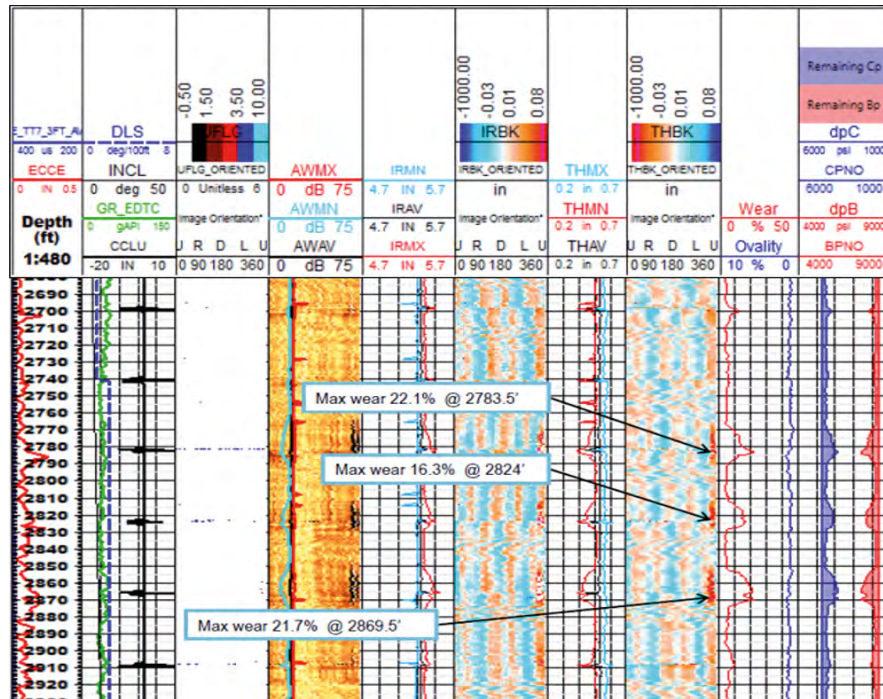 -0.50
1.50
3.50
10.00
-1000.00
-0.03
0.01
0.08
-1000.00
-0.03
0.01
0.08
Remaining Cp
Remaining Bp
E_TT7_3FT_AV
DLS
UFLG
IRBK
THBK
dpC
400 us 200
0 deg/100ft 5
6000 psi 1000
ECCE
INCL
UFLG_ORIENTED
AWMX
IRMN
IRBK_ORIENTED
THMX
THBK_ORIENTED
CPNO
0 IN 0.5
0 deg 50
0 Unitless 6
0 dB 75
4.7 IN 5.7
in
0.2 in 0.7
in
6000 1000
Depth
(ft)
1:480
GR_EDTC
0 gAPI 150
Image Orientation*
AWMN
0 dB 75
IRAV
4.7 IN 5.7
Image Orientation*
THMN
0.2 in 0.7
Image Orientation*
Wear
0 % 50
dpB
4000 psi 9000
CCLU
-20 IN 10
U R D L U
0 90 180 360
AWAV
0 dB 75
IRMX
4.7 IN 5.7
U R D L U
0 90 180 360
THAV
0.2 in 0.7
U R D L U
0 90 180 360
Ovality
10 % 0
BPNO
4000 9000
2690
2700
2710
2720
2730
2740
2750
2760
2770
2780
2790
2800
2810
2820
2830
2840
2850
2860
2870
2880
2890
2900
2910
2920
Max wear 22.1% @ 2783.5'
Max wear 16.3% @ 2824'
Max wear 21.7% @ 2869.5'